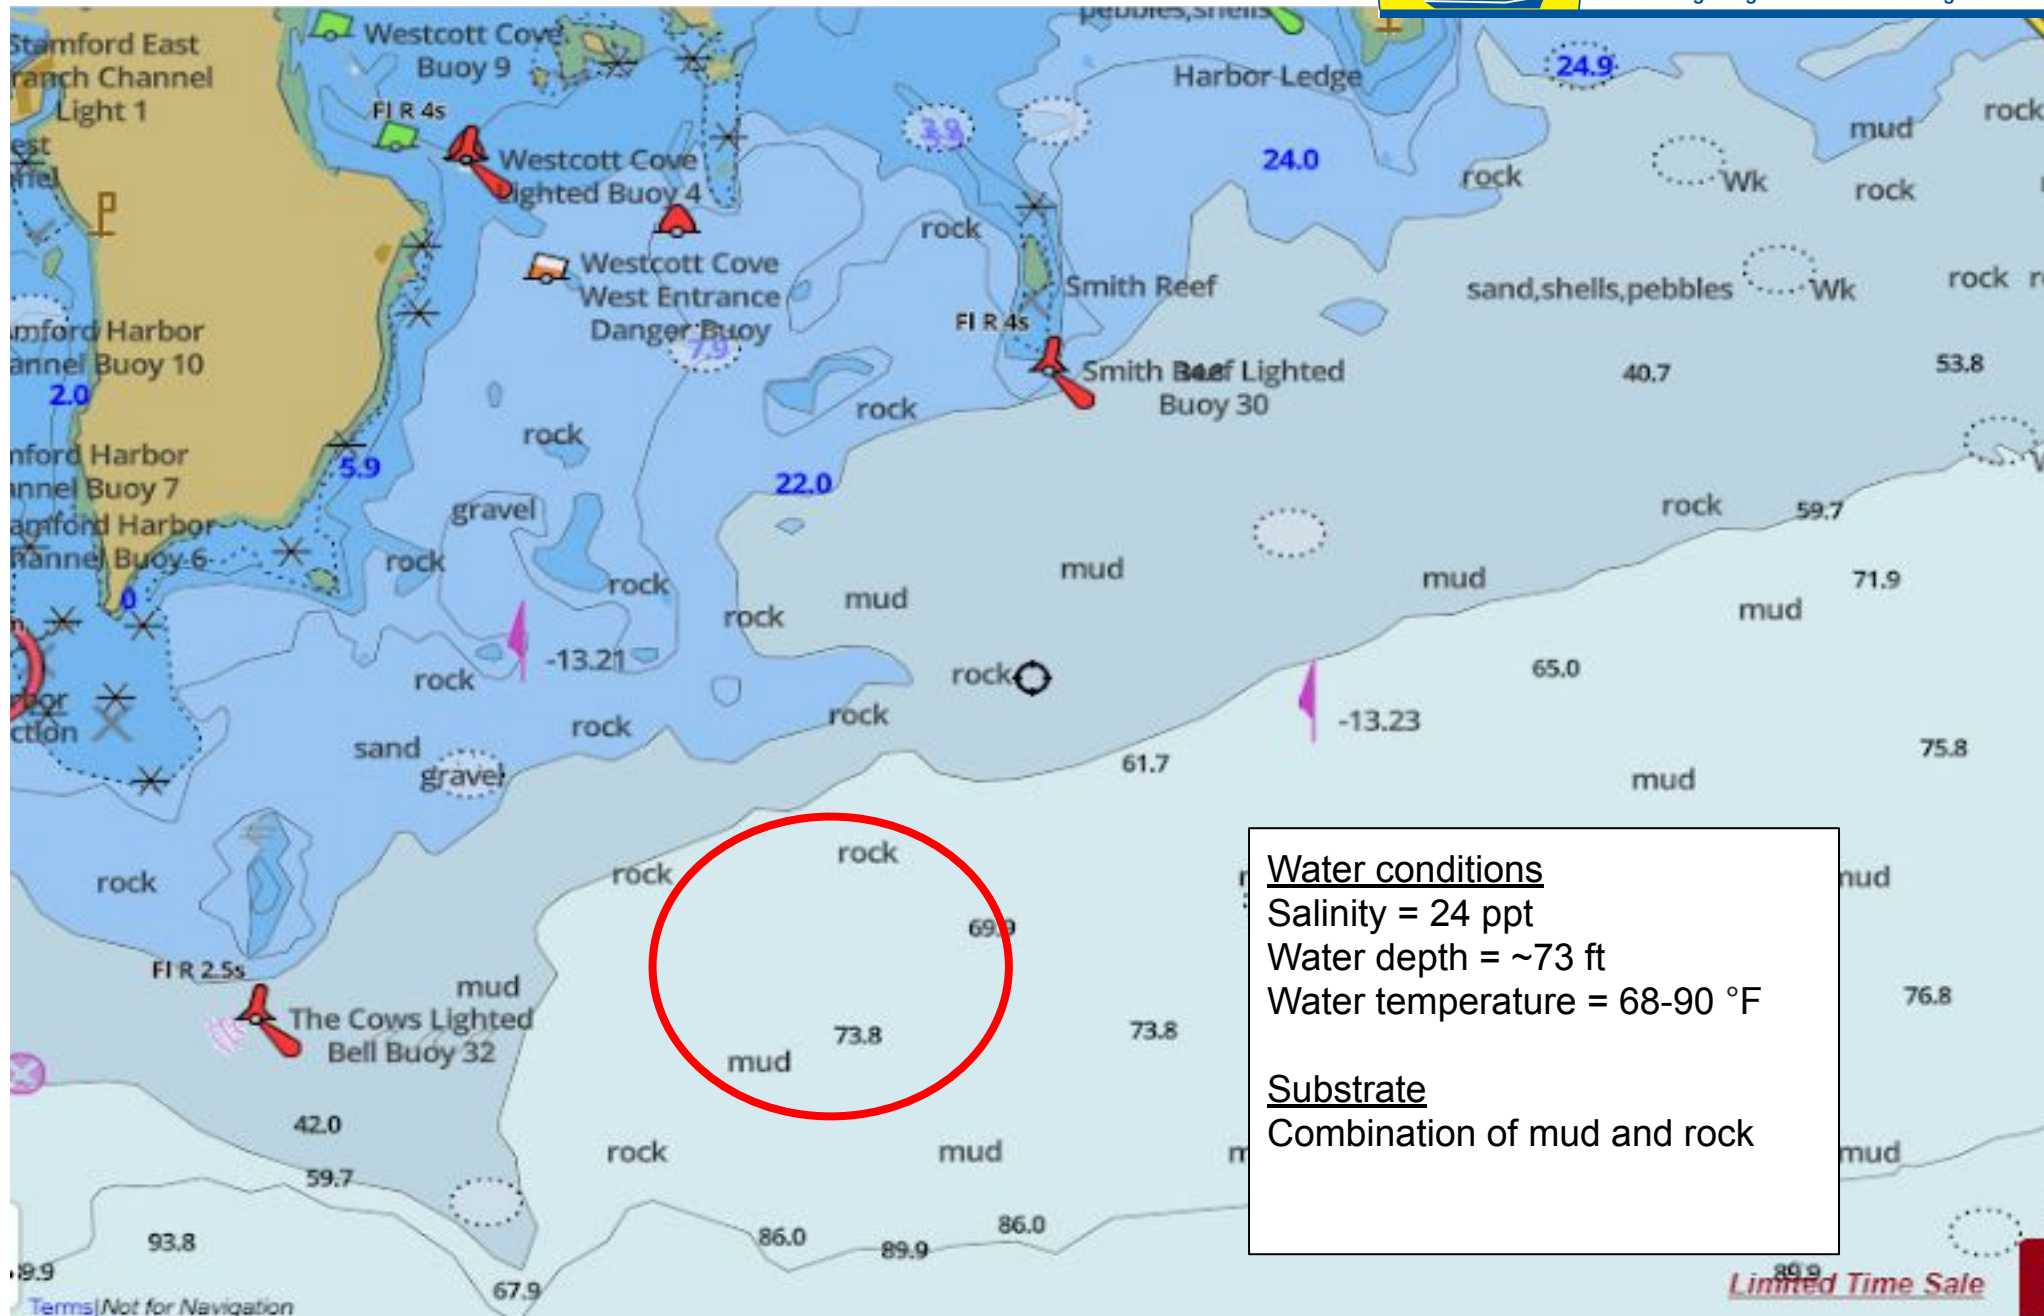 Stamford East
Channel
Light 1
Westcott Cove
Buoy 9
Fl R 4s
Westcott Cove
Lighted Buoy 4
Westcott Cove
West Entrance
Danger Buoy
7.9
Harbor Ledge
24.9
24.0
mud
rock
rock
Wk
rock
rock
Smith Reef
Fl R 4s
Smith Reef Lighted
Buoy 30
sand,shells,pebbles
Wk
rock
40.7
53.8
Harbor
Buoy 10
2.0
Harbor
Buoy 7
Harbor
Buoy 6
0
5.9
rock
rock
22.0
gravel
rock
rock
rock
mud
mud
mud
rock
59.7
71.9
mud
-13.21
rock
rock
65.0
-13.23
rock
rock
sand
gravel
61.7
75.8
mud
rock
rock
rock
69.9
Fl R 2.5s
mud
The Cows Lighted
Bell Buoy 32
73.8
mud
73.8
76.8
42.0
59.7
rock
mud
mud
93.8
86.0
89.9
86.0
67.9
Water conditions
Salinity = 24 ppt
Water depth = ~73 ft
Water temperature = 68-90 °F
Substrate
Combination of mud and rock
Limited Time Sale
Terms|Not for Navigation